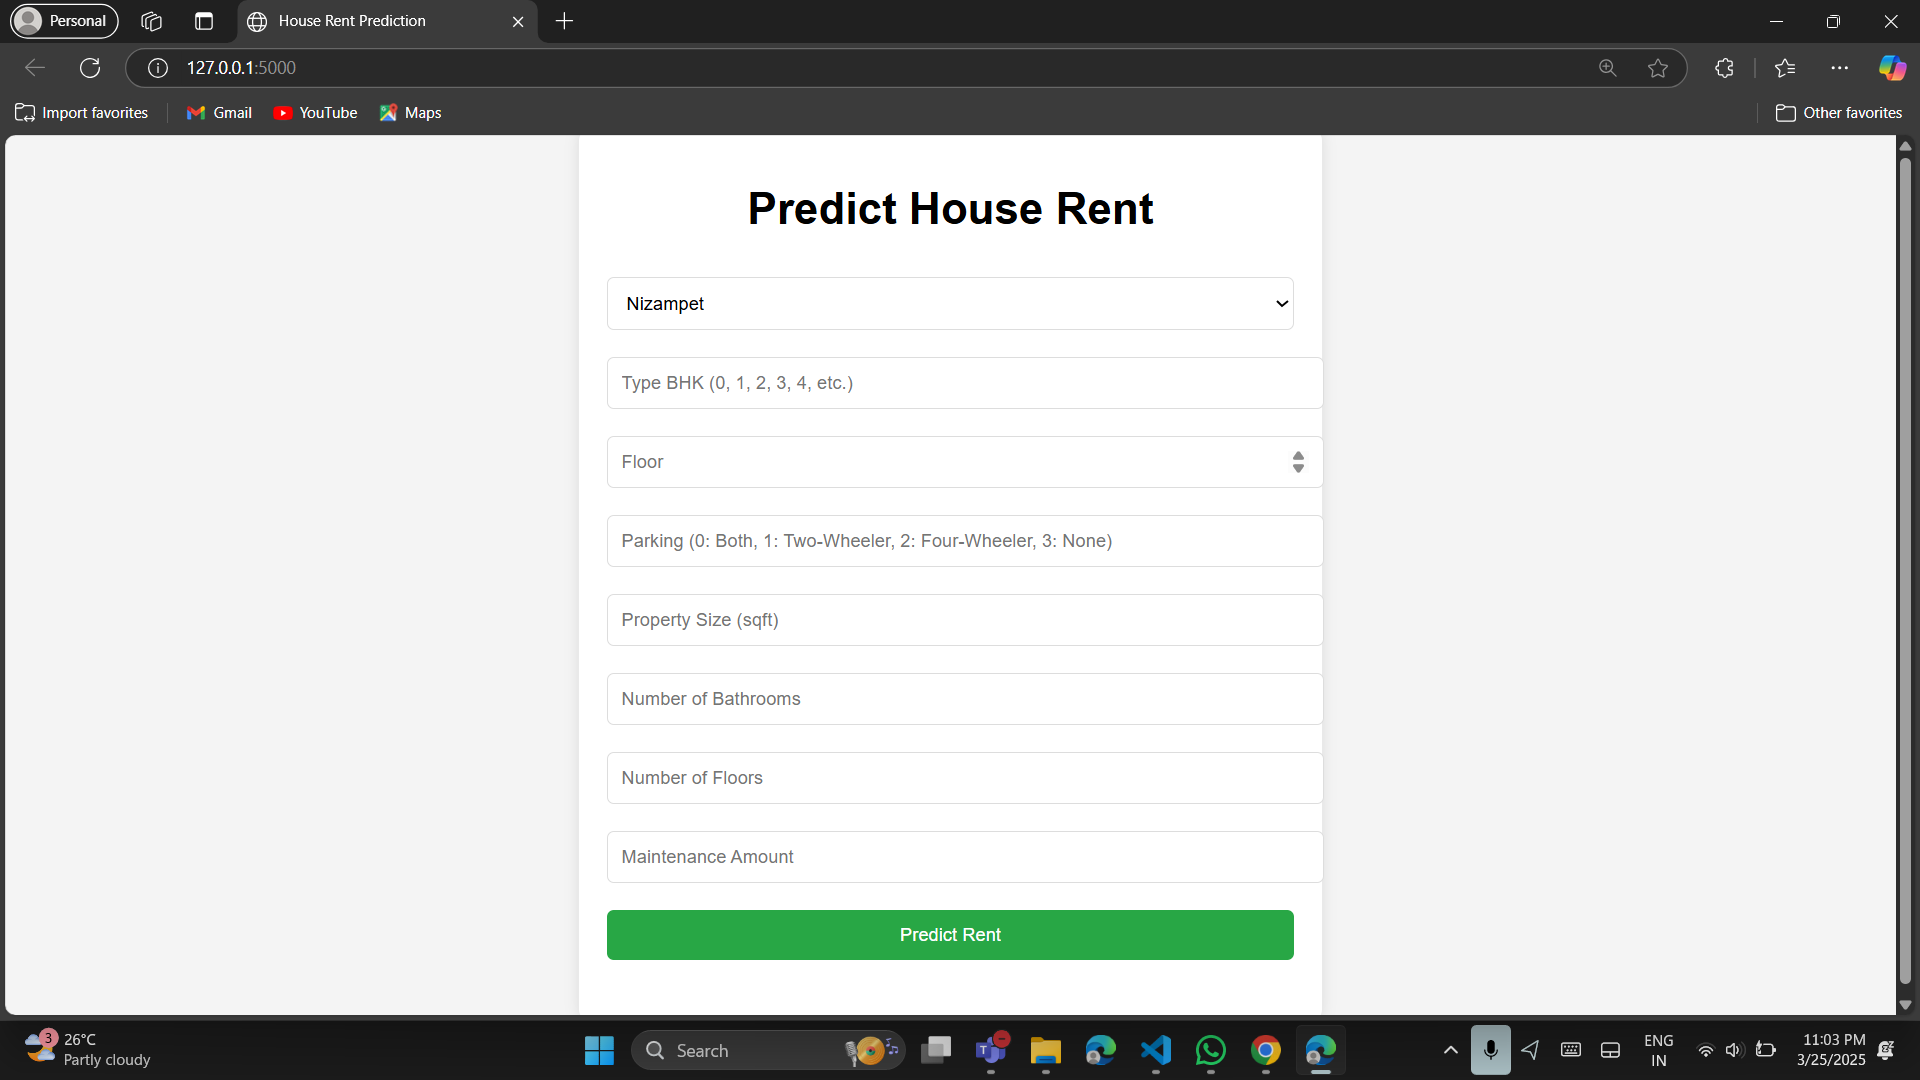 Personal
House Rent Prediction
127.0.0.1:5000
Import favorites
Gmail
YouTube
Maps
Other favorites
Predict House Rent
Nizampet
Type BHK (0, 1, 2, 3, 4, etc.)
Floor
Parking (0: Both, 1: Two-Wheeler, 2: Four-Wheeler, 3: None)
Property Size (sqft)
Number of Bathrooms
Number of Floors
Maintenance Amount
Predict Rent
3
26°C
Partly cloudy
Search
ENG
IN
11:03 PM
3/25/2025